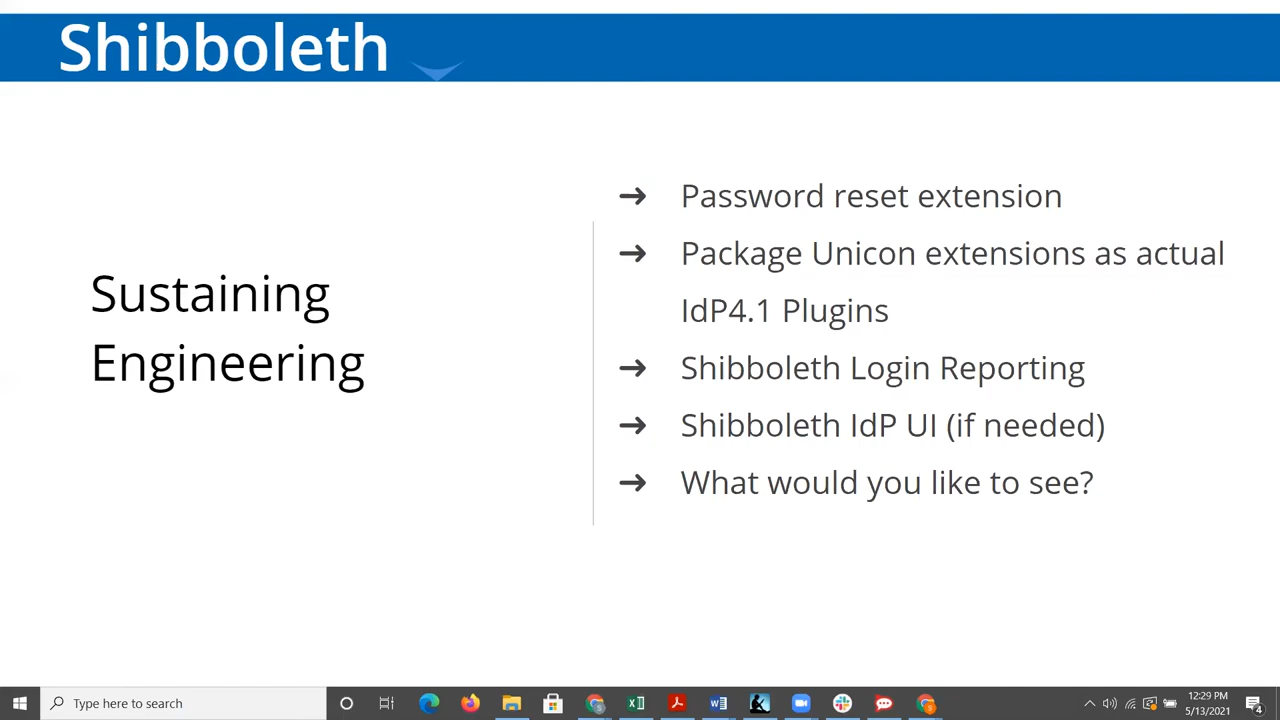 Shibboleth
Sustaining
Engineering
➔ Password reset extension
➔ Package Unicon extensions as actual
IdP4.1 Plugins
➔ Shibboleth Login Reporting
➔ Shibboleth IdP UI (if needed)
➔ What would you like to see?
Type here to search
12:29 PM
5/13/2021
4